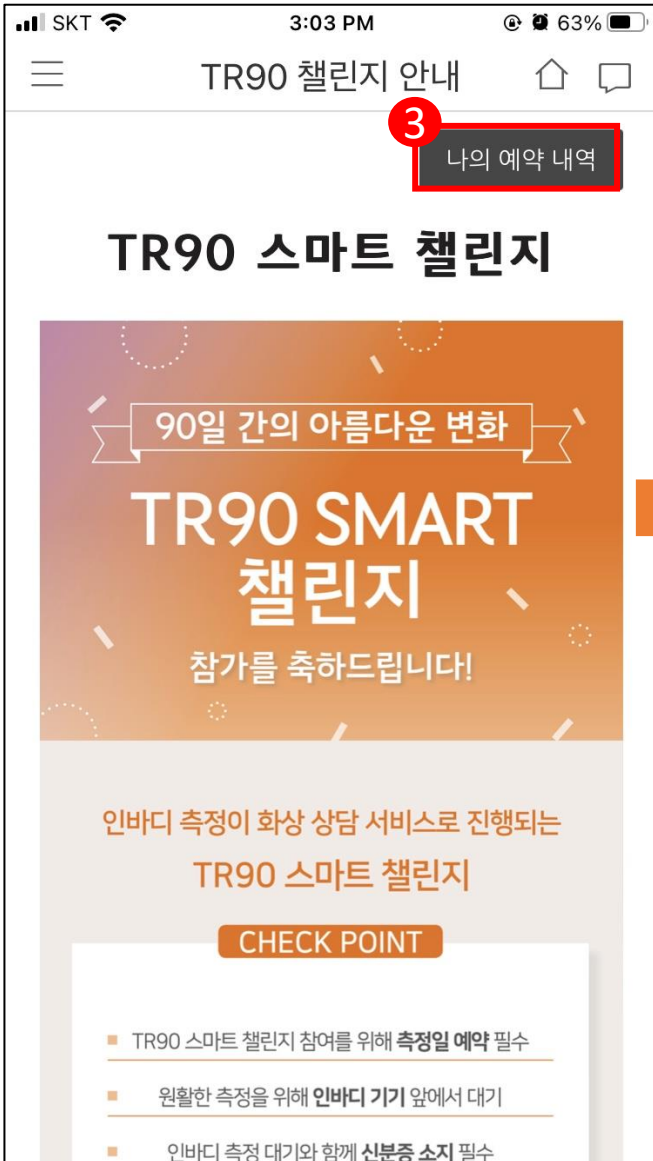 SKT 3:03 PM 63%
TR90 챌린지 안내
3
나의 예약 내역
TR90 스마트 챌린지
90일 간의 아름다운 변화
TR90 SMART
챌린지
참가를 축하드립니다!
인바디 측정이 화상 상담 서비스로 진행되는
TR90 스마트 챌린지
CHECK POINT
TR90 스마트 챌린지 참여를 위해 측정일 예약 필수
원활한 측정을 위해 인바디 기기 앞에서 대기
인바디 측정 대기와 함께 신분증 소지 필수